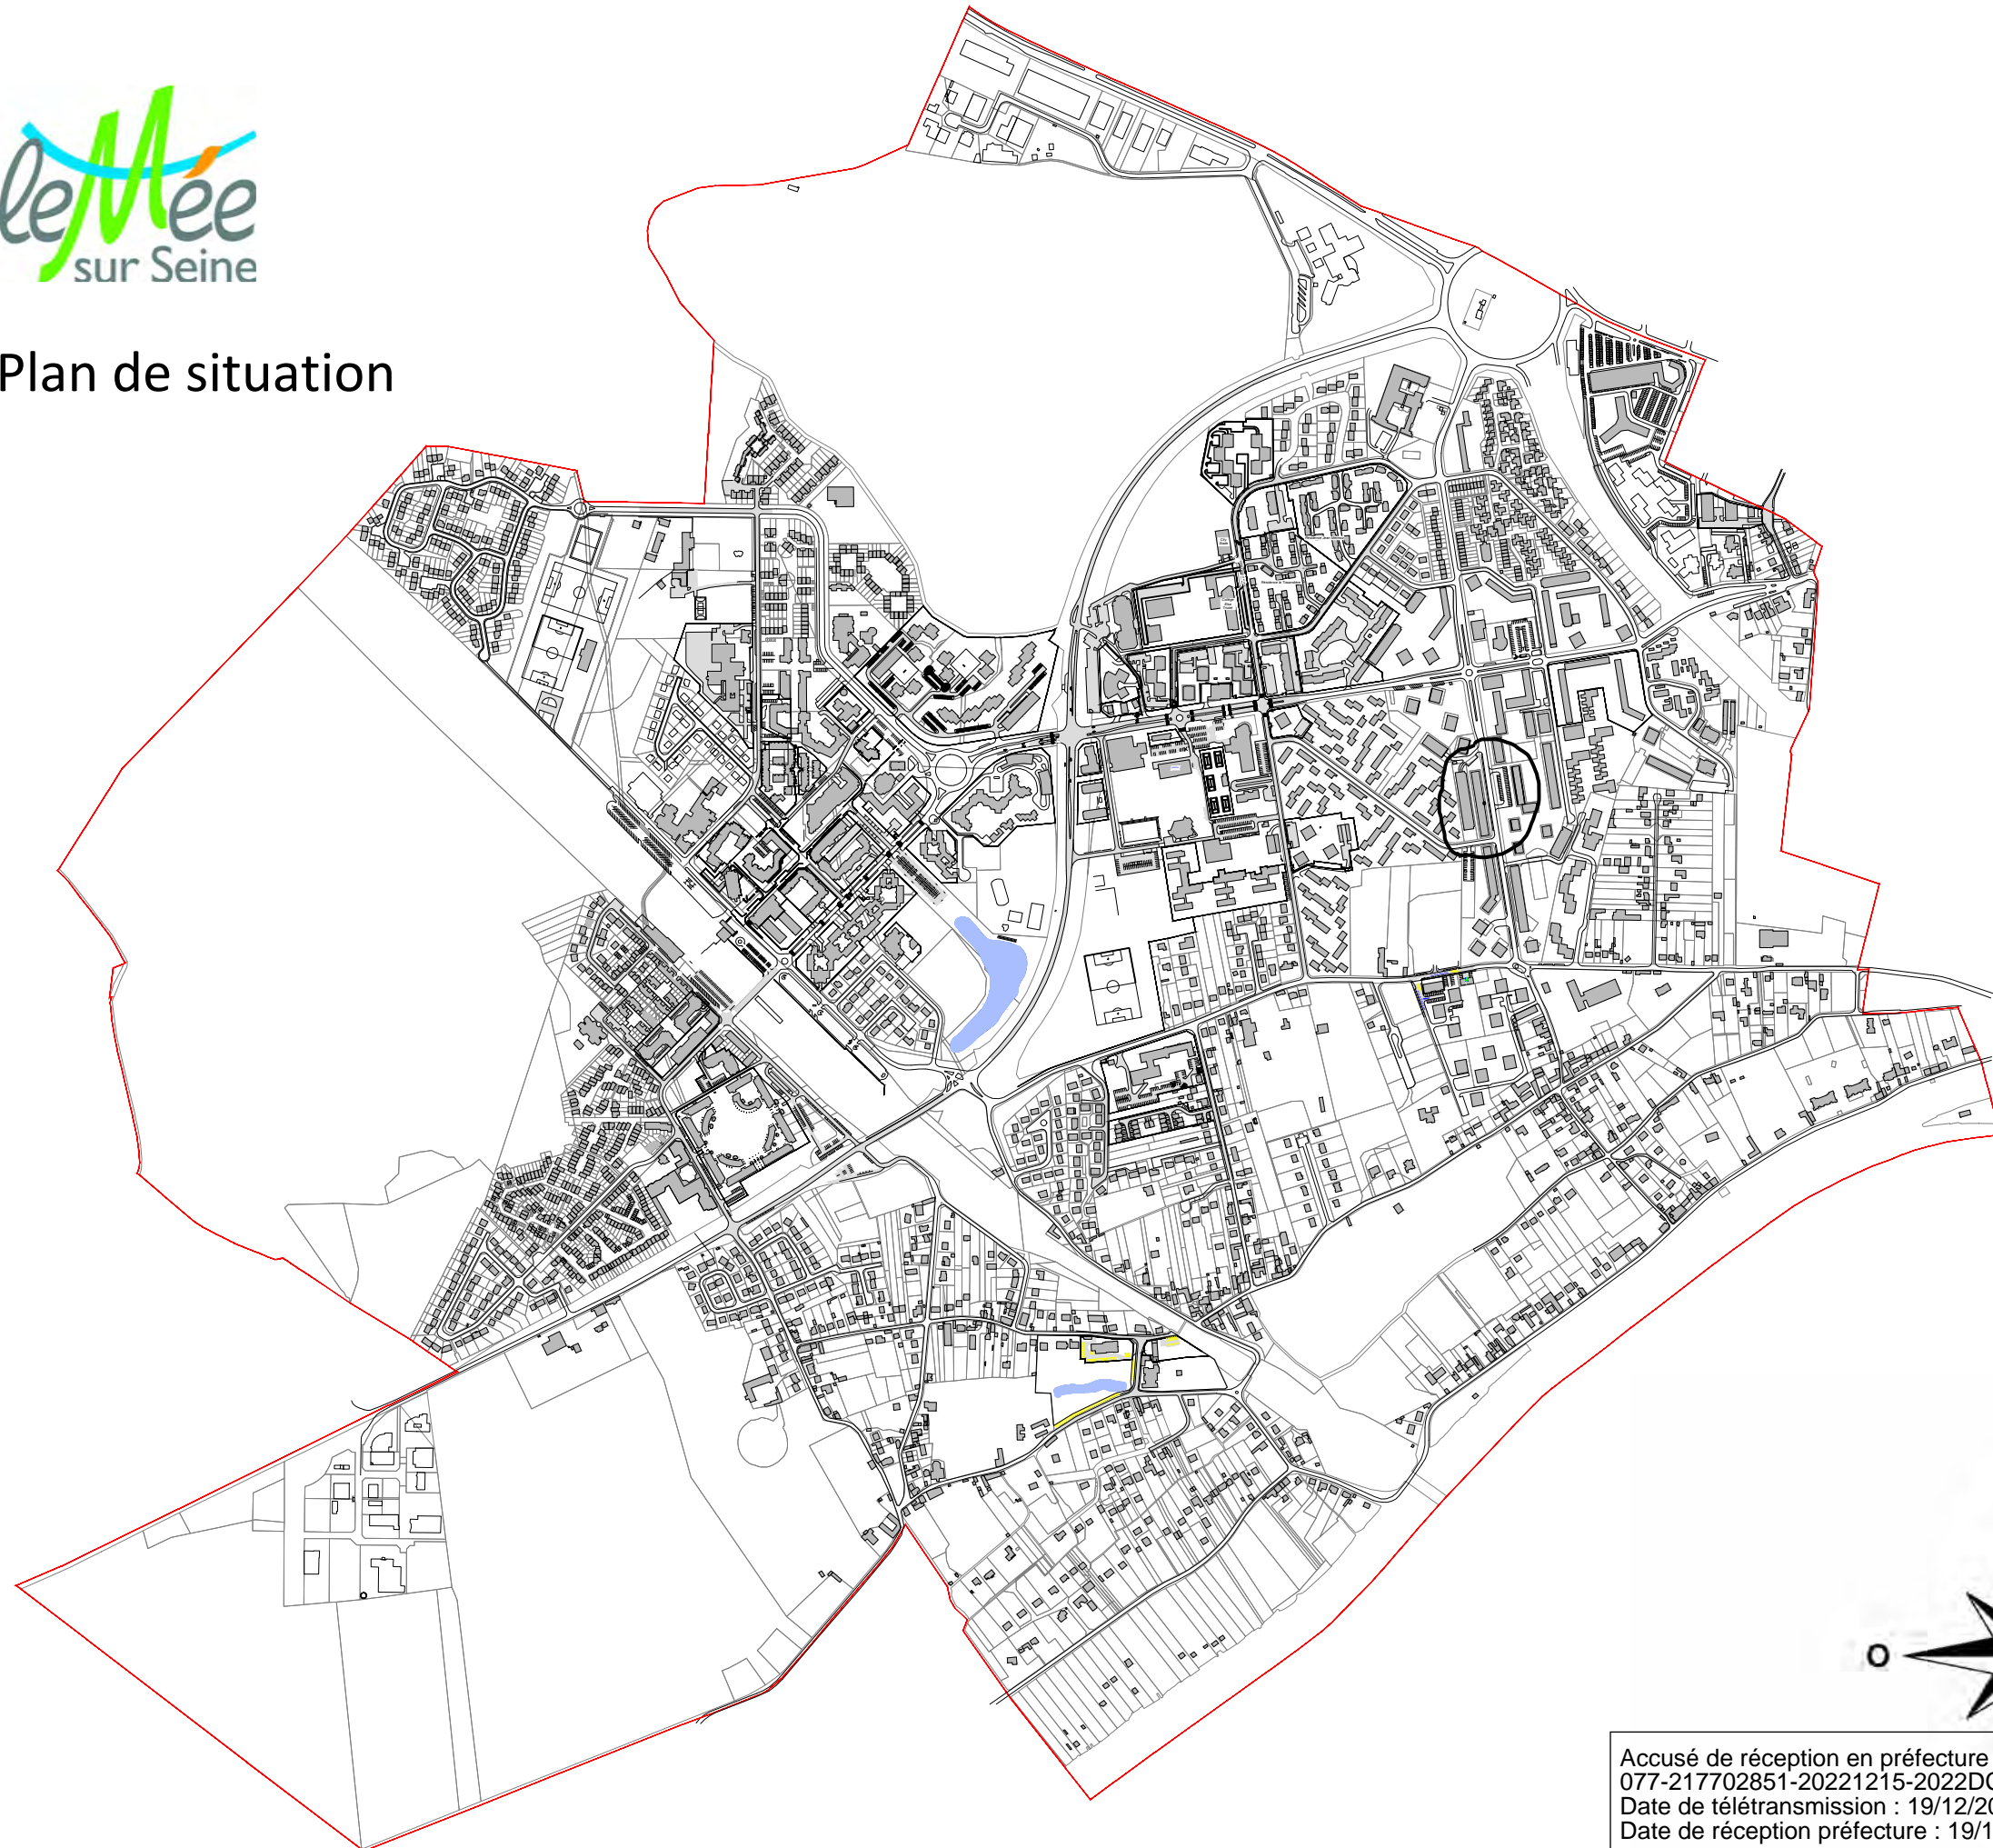 le Mée
sur Seine
Plan de situation
O
Accusé de réception en préfecture
077-217702851-20221215-2022DC
Date de télétransmission : 19/12/20
Date de réception préfecture : 19/1